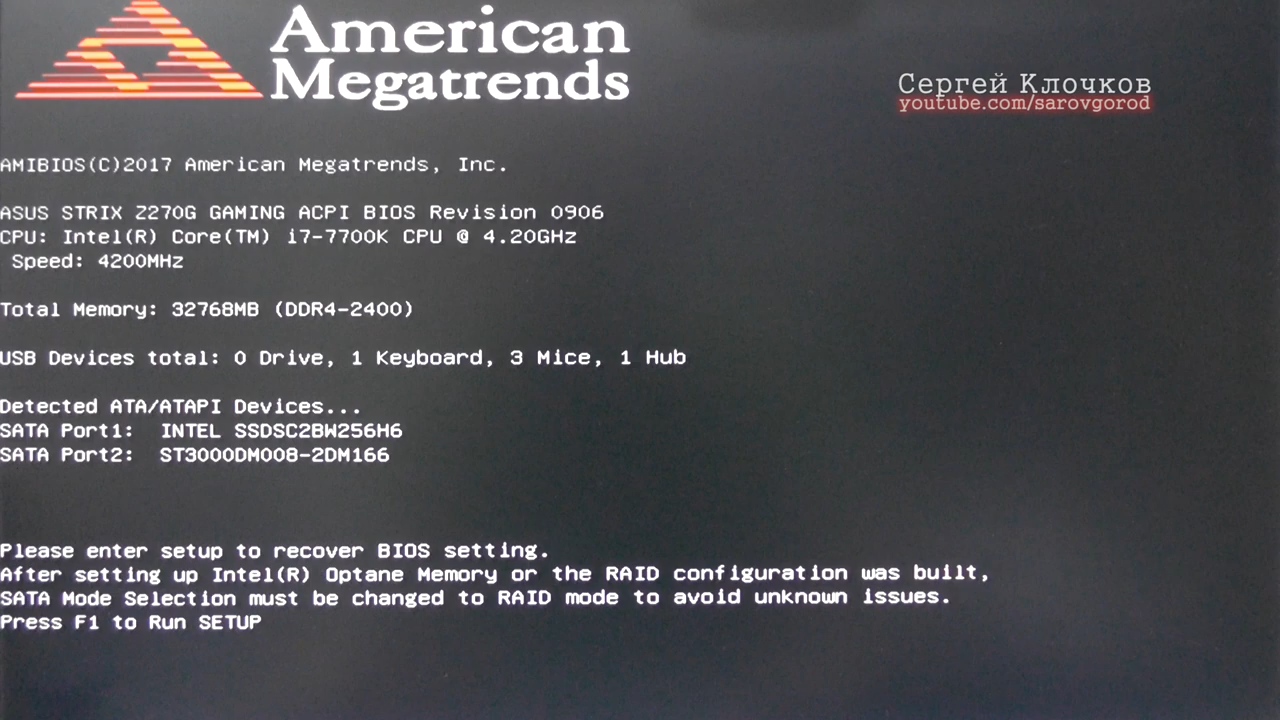 American
Megatrends
Сергей Клочков
youtube.com/sarovgorod
AMIBIOS(C)2017 American Megatrends, Inc.
ASUS STRIX Z270G GAMING ACPI BIOS Revision 0906
CPU: Intel(R) Core(TM) i7-7700K CPU @ 4.20GHz
Speed: 4200MHz
Total Memory: 32768MB (DDR4-2400)
USB Devices total: 0 Drive, 1 Keyboard, 3 Mice, 1 Hub
Detected ATA/ATAPI Devices...
SATA Port1: INTEL SSDSC2BW256H6
SATA Port2: ST3000DM008-2DM166
Please enter setup to recover BIOS setting.
After setting up Intel(R) Optane Memory or the RAID configuration was built,
SATA Mode Selection must be changed to RAID mode to avoid unknown issues.
Press F1 to Run SETUP